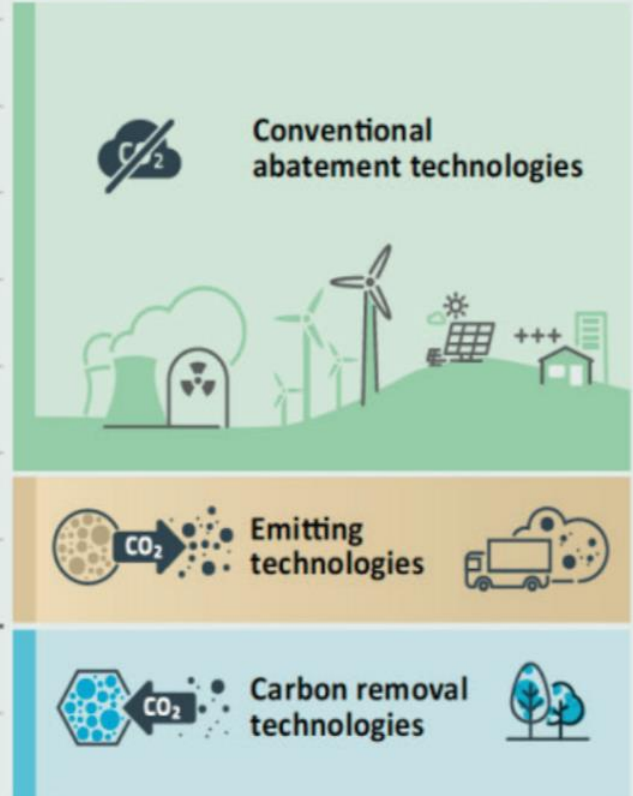 CO₂
Conventional
abatement technologies
+++
CO₂
Emitting
technologies
CO₂
Carbon removal
technologies